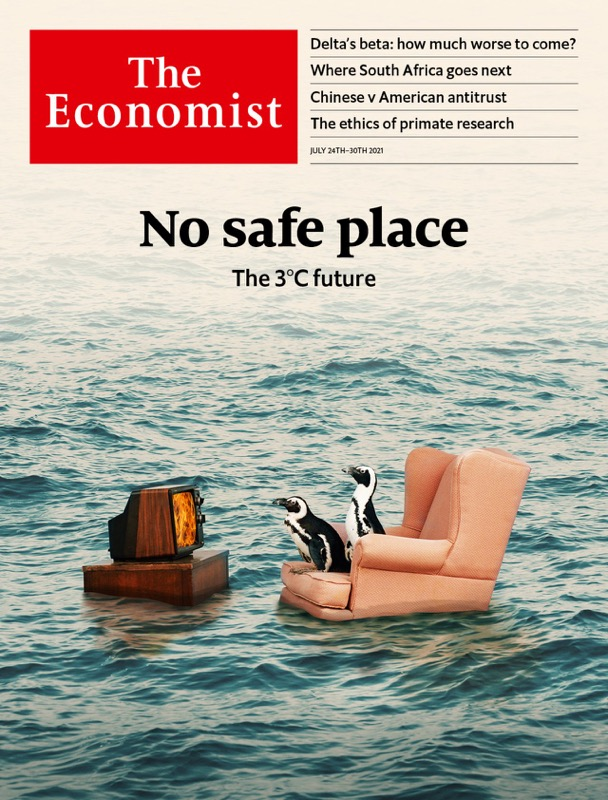 The
Economist
Delta's beta: how much worse to come?
Where South Africa goes next
Chinese v American antitrust
The ethics of primate research
JULY 24TH–30TH 2021
No safe place
The 3°C future